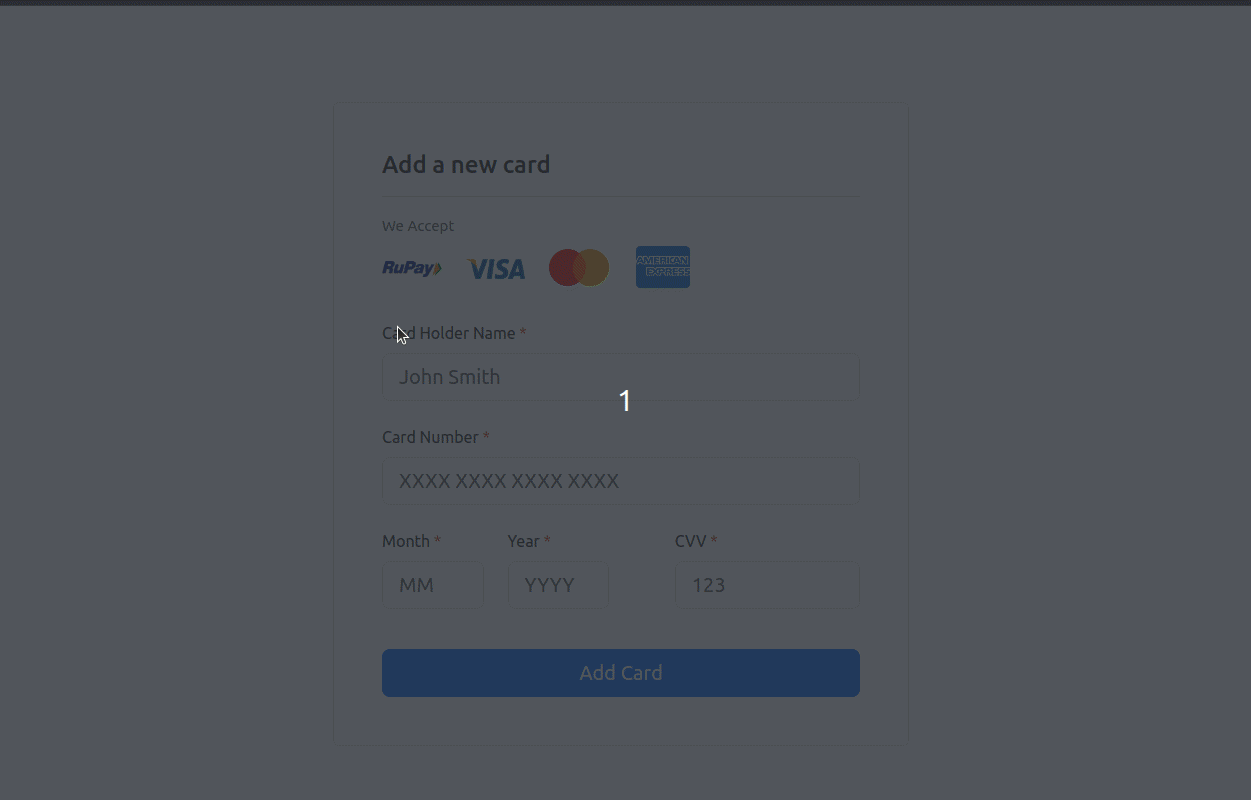 Add a new card
We Accept
RuPay VISA AMERICAN EXPRESS
Card Holder Name *
John Smith
1
Card Number *
XXXX XXXX XXXX XXXX
Month * Year * CVV *
MM YYYY 123
Add Card